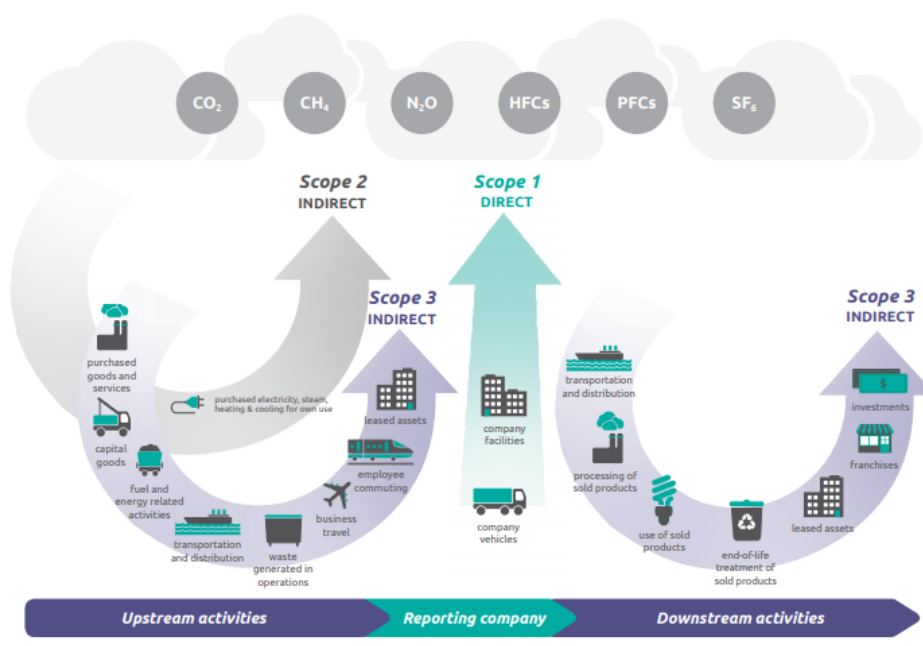 CO₂
CH₄
N₂O
HFCs
PFCs
SF₆
Scope 2
INDIRECT
Scope 1
DIRECT
Scope 3
INDIRECT
Scope 3
INDIRECT
purchased
goods and
services
capital
goods
fuel and
energy related
activities
transportation
and distribution
waste
generated in
operations
business
travel
employee
commuting
leased assets
purchased electricity, steam,
heating & cooling for own use
company
facilities
company
vehicles
transportation
and distribution
processing of
sold products
use of sold
products
end-of-life
treatment of
sold products
leased assets
franchises
$
investments
Upstream activities
Reporting company
Downstream activities